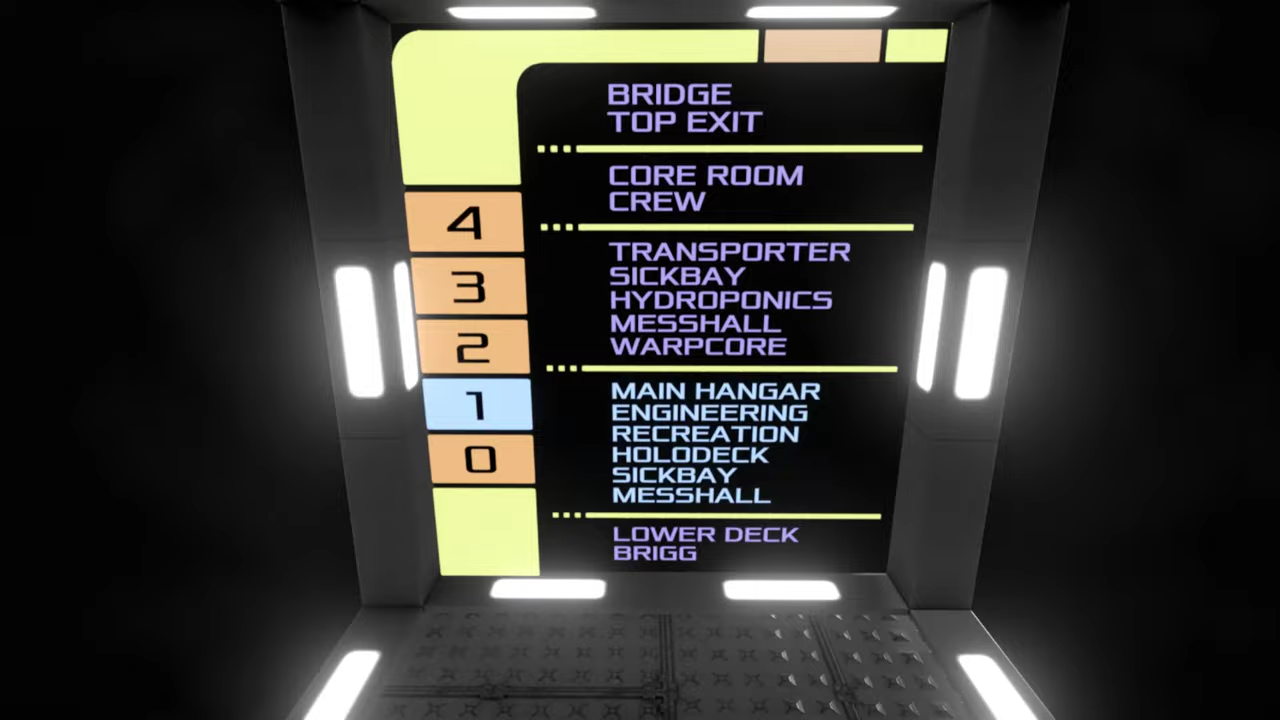 BRIDGE
TOP EXIT
CORE ROOM
CREW
4
TRANSPORTER
SICKBAY
HYDROPONICS
MESSHALL
WARPCORE
3
2
MAIN HANGAR
ENGINEERING
RECREATION
HOLODECK
SICKBAY
MESSHALL
1
0
LOWER DECK
BRIGG